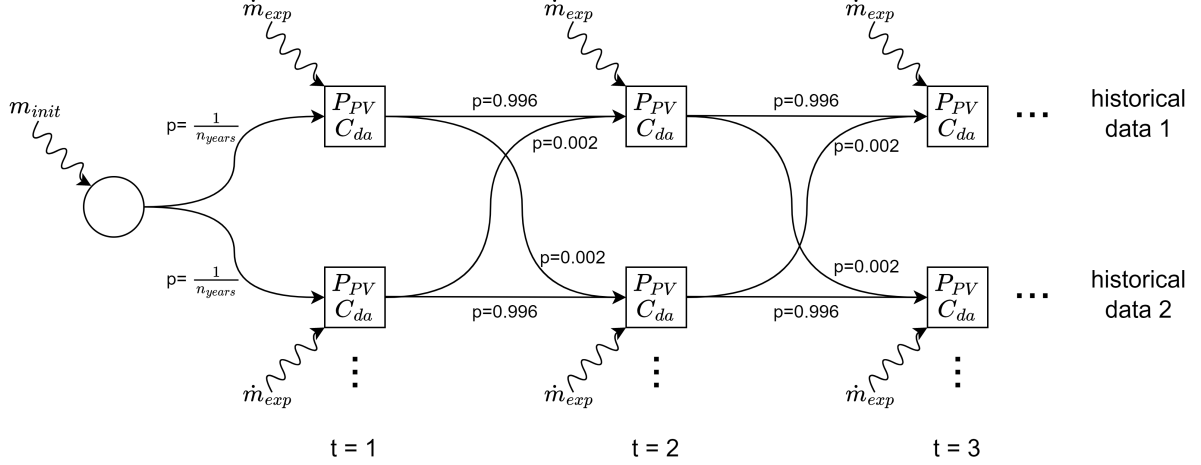 ṁ_exp ṁ_exp ṁ_exp
m_init
p= 1/n_years
P_PV
C_da
p=0.996
p=0.002
P_PV
C_da
p=0.996
p=0.002
P_PV
C_da
...
historical
data 1
p= 1/n_years
P_PV
C_da
p=0.002
p=0.996
P_PV
C_da
p=0.002
p=0.996
P_PV
C_da
...
historical
data 2
ṁ_exp ṁ_exp ṁ_exp
t = 1 t = 2 t = 3